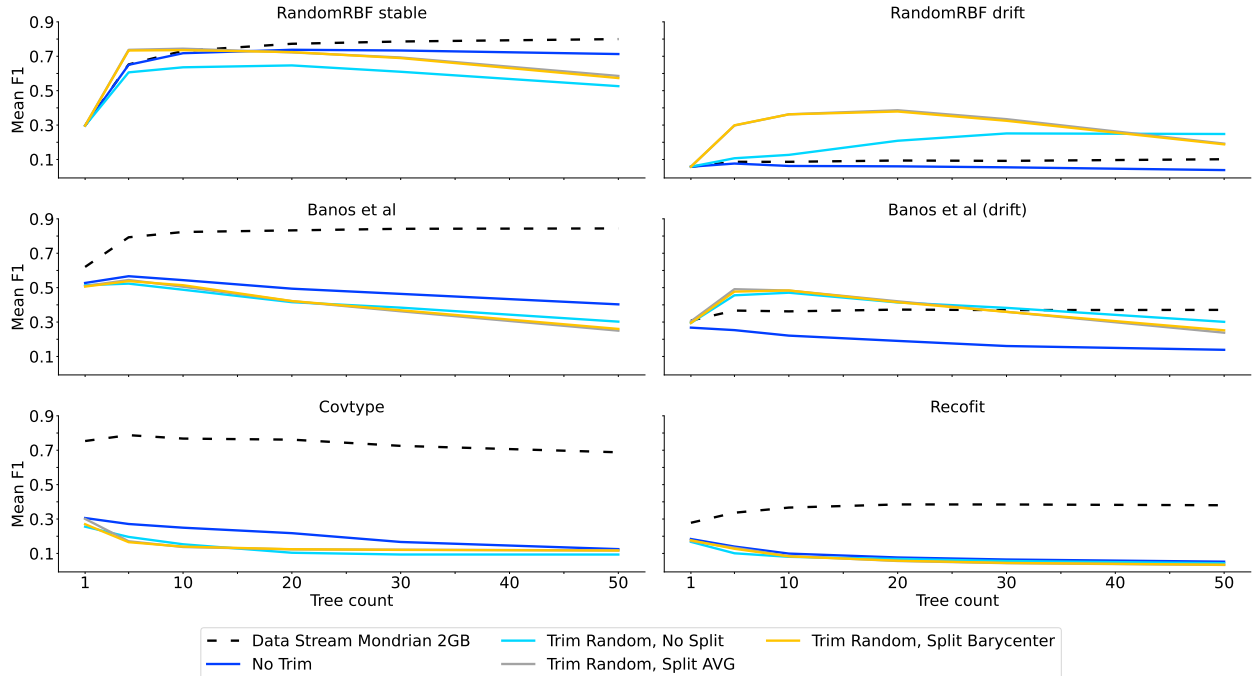 RandomRBF stable
RandomRBF drift
0.9
0.7
0.5
0.3
0.1
Mean F1
Banos et al
Banos et al (drift)
0.9
0.7
0.5
0.3
0.1
Mean F1
Covtype
Recofit
0.9
0.7
0.5
0.3
0.1
Mean F1
1 10 20 30 40 50
1 10 20 30 40 50
Tree count
Tree count
Data Stream Mondrian 2GB
No Trim
Trim Random, No Split
Trim Random, Split AVG
Trim Random, Split Barycenter